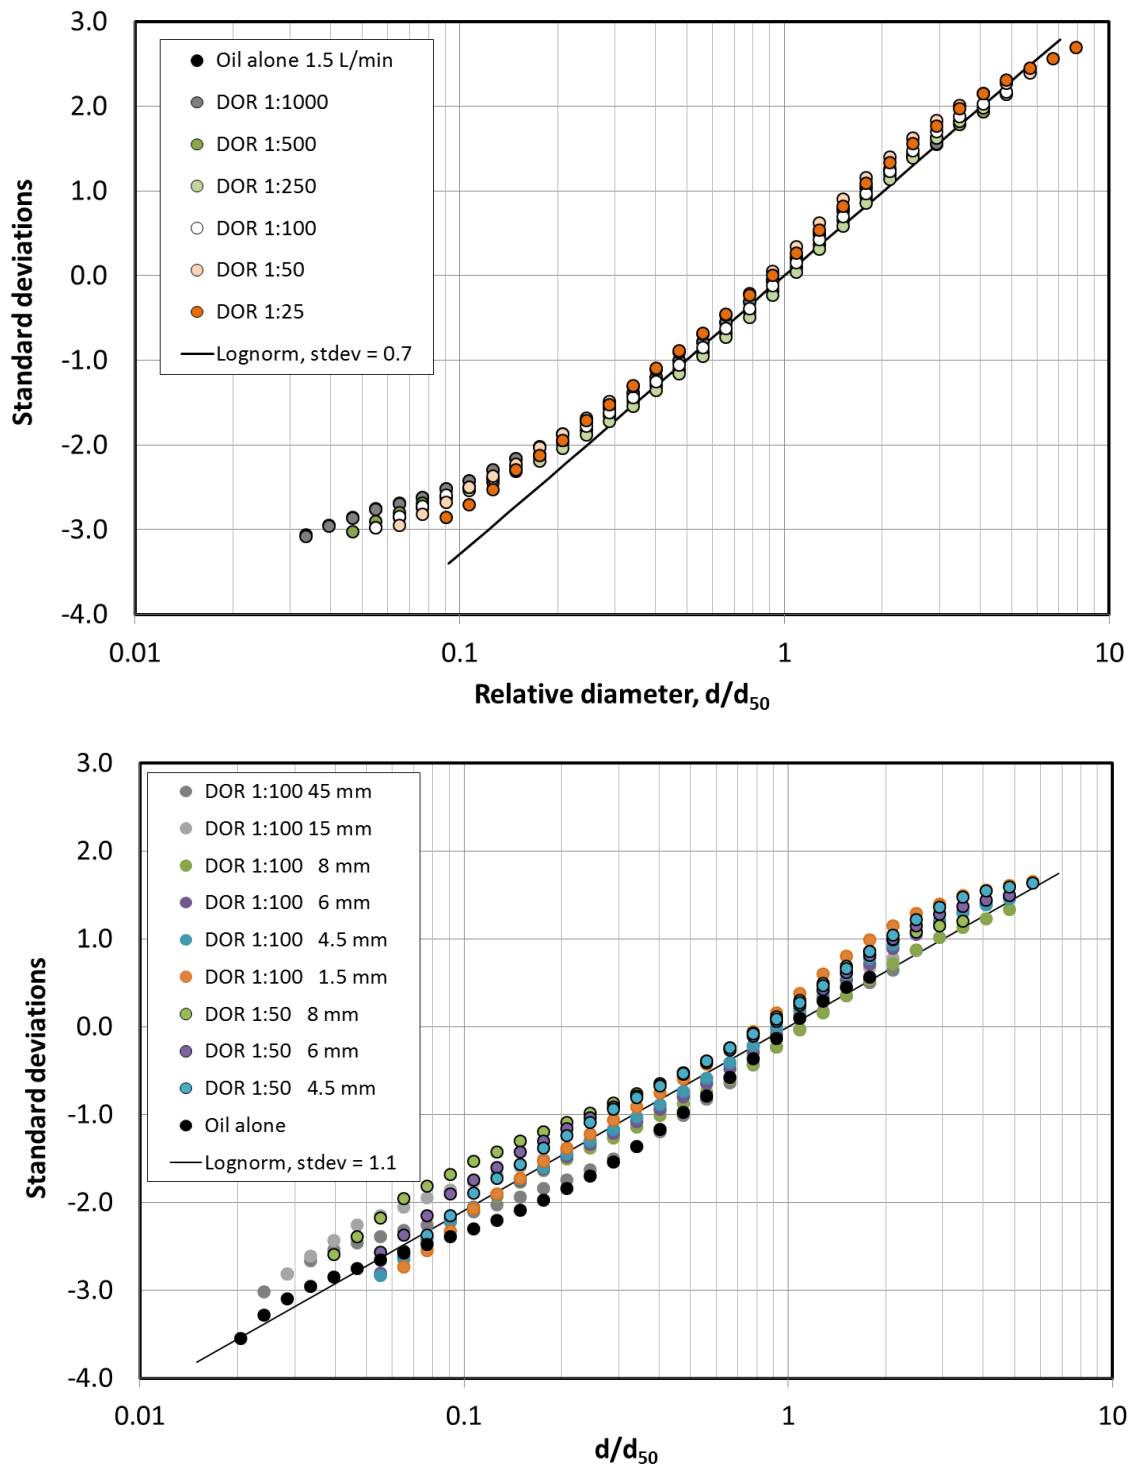 3.0
2.0
1.0
0.0
-1.0
-2.0
-3.0
-4.0
Standard deviations
Oil alone 1.5 L/min
DOR 1:1000
DOR 1:500
DOR 1:250
DOR 1:100
DOR 1:50
DOR 1:25
Lognorm, stdev = 0.7
0.01 0.1 1 10
Relative diameter, d/d50
3.0
2.0
1.0
0.0
-1.0
-2.0
-3.0
-4.0
Standard deviations
DOR 1:100 45 mm
DOR 1:100 15 mm
DOR 1:100 8 mm
DOR 1:100 6 mm
DOR 1:100 4.5 mm
DOR 1:100 1.5 mm
DOR 1:50 8 mm
DOR 1:50 6 mm
DOR 1:50 4.5 mm
Oil alone
Lognorm, stdev = 1.1
0.01 0.1 1 10
d/d50